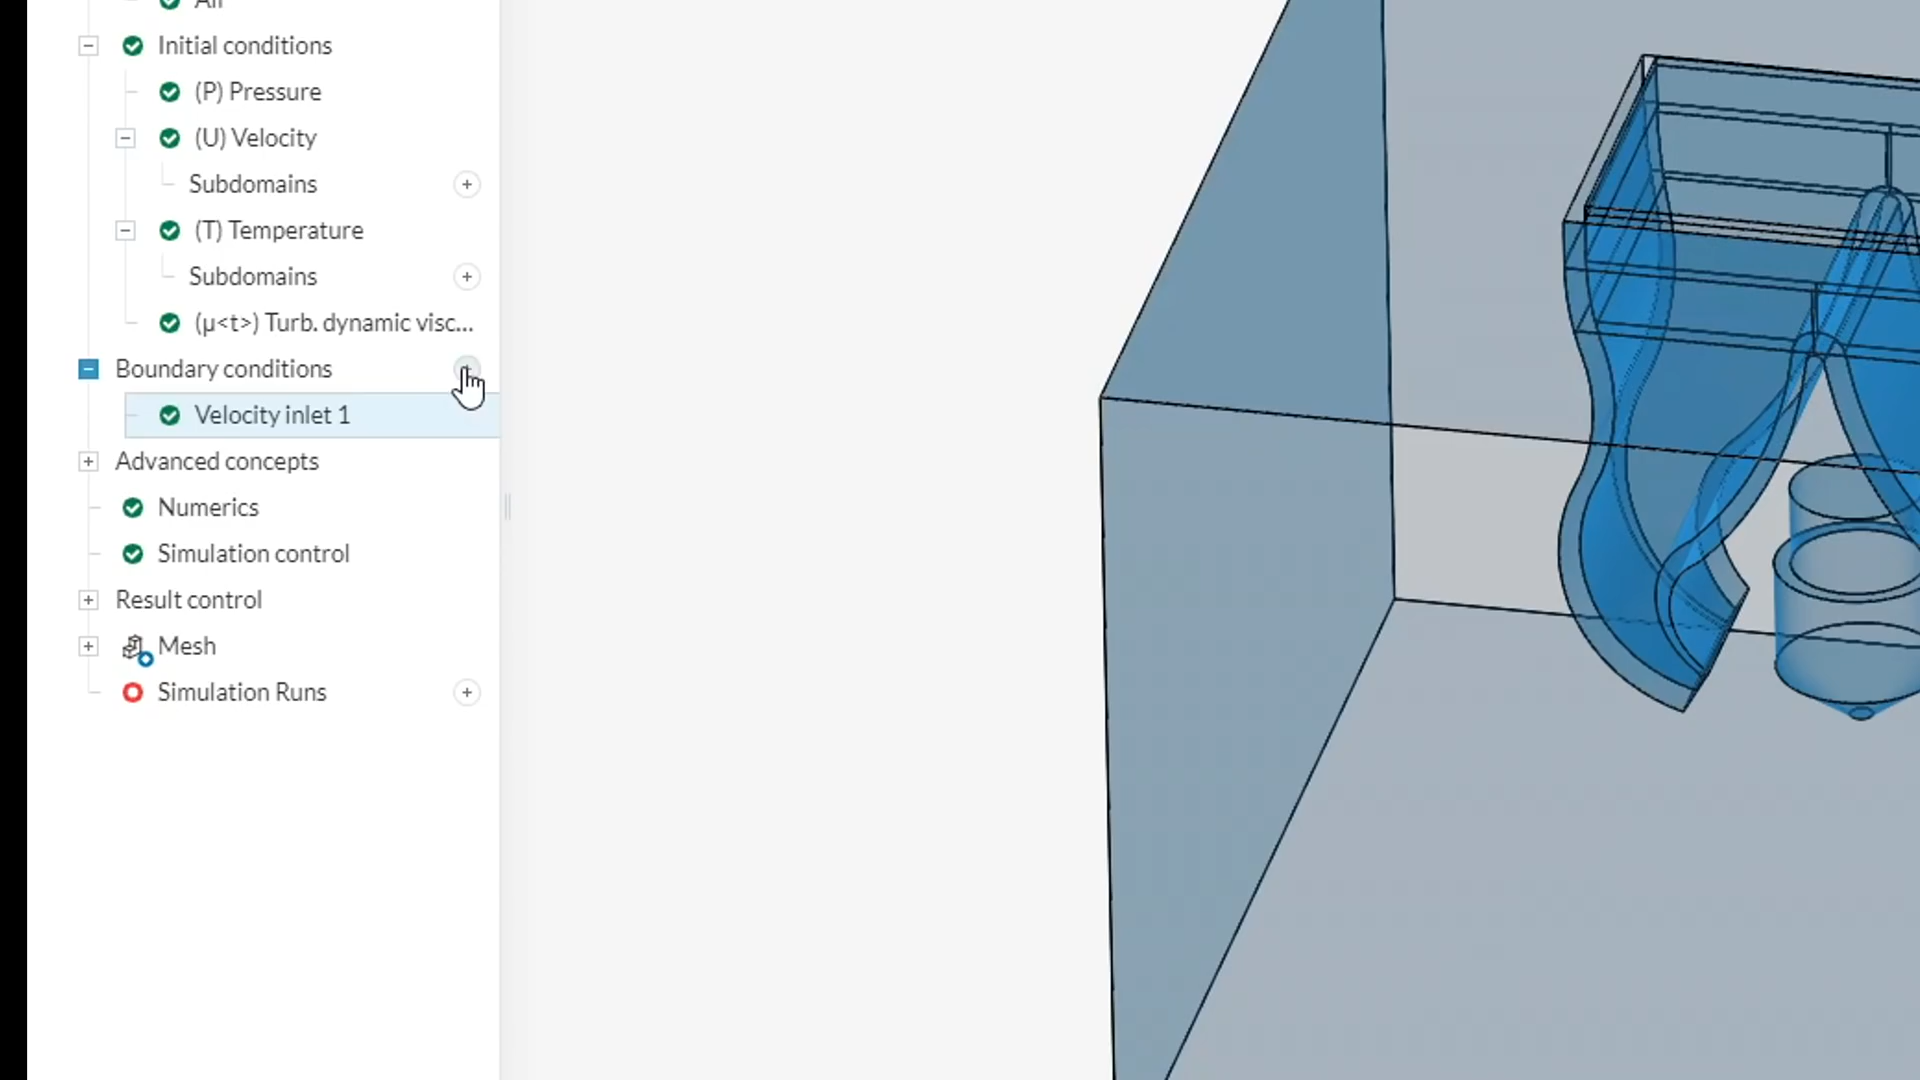 Air
Initial conditions
(P) Pressure
(U) Velocity
Subdomains
(T) Temperature
Subdomains
(μ<t>) Turb. dynamic visc...
Boundary conditions
Velocity inlet 1
Advanced concepts
Numerics
Simulation control
Result control
Mesh
Simulation Runs